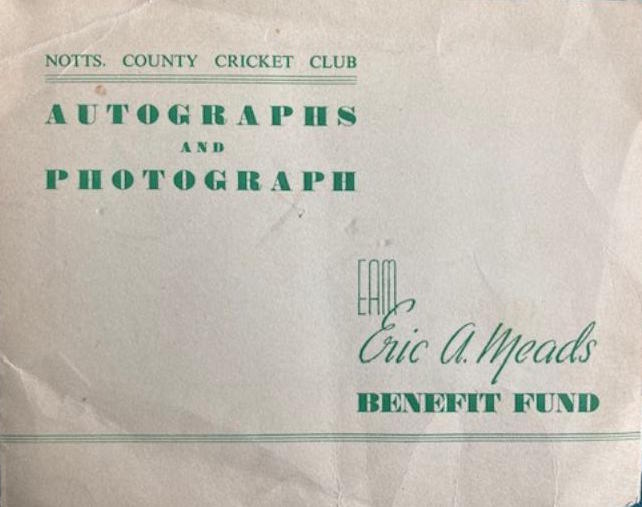 NOTTS. COUNTY CRICKET CLUB
AUTOGRAPHS
AND
PHOTOGRAPH
EAM
Eric A. Meads
BENEFIT FUND